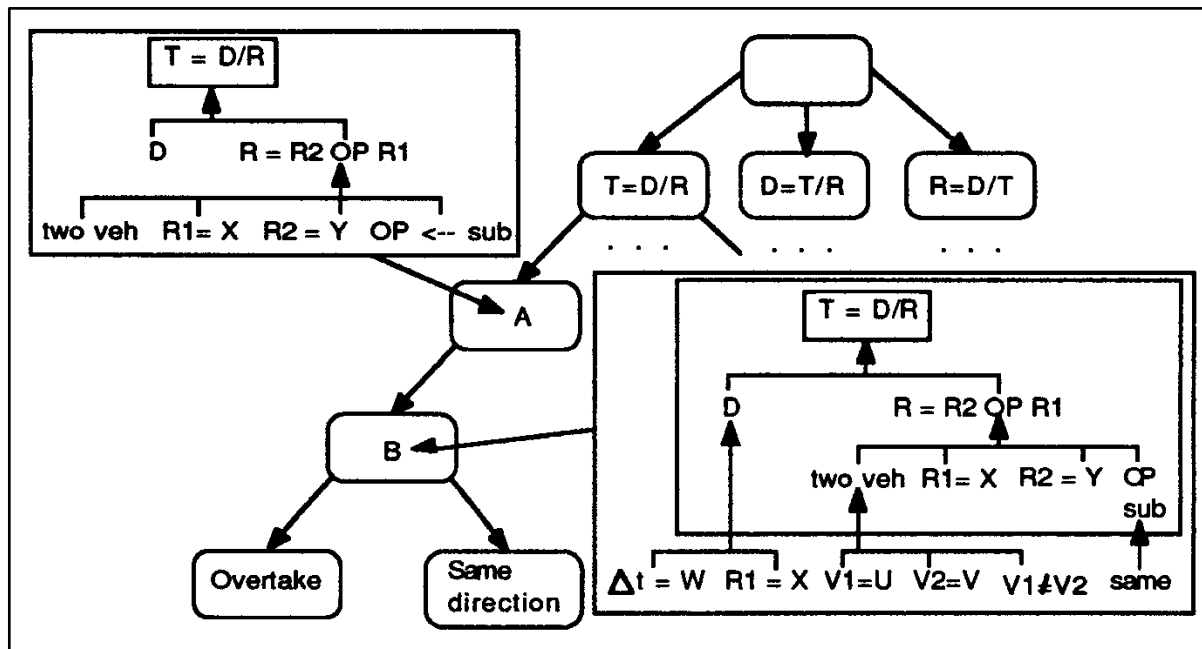 T = D/R
D R = R2 OP R1
two veh R1= X R2 = Y OP <-- sub
T=D/R D=T/R R=D/T
. . . . . . . . .
A
B
Overtake
Same
direction
T = D/R
D R = R2 OP R1
two veh R1= X R2 = Y OP
sub
Δt = W R1 = X V1=U V2=V V1≠V2 same